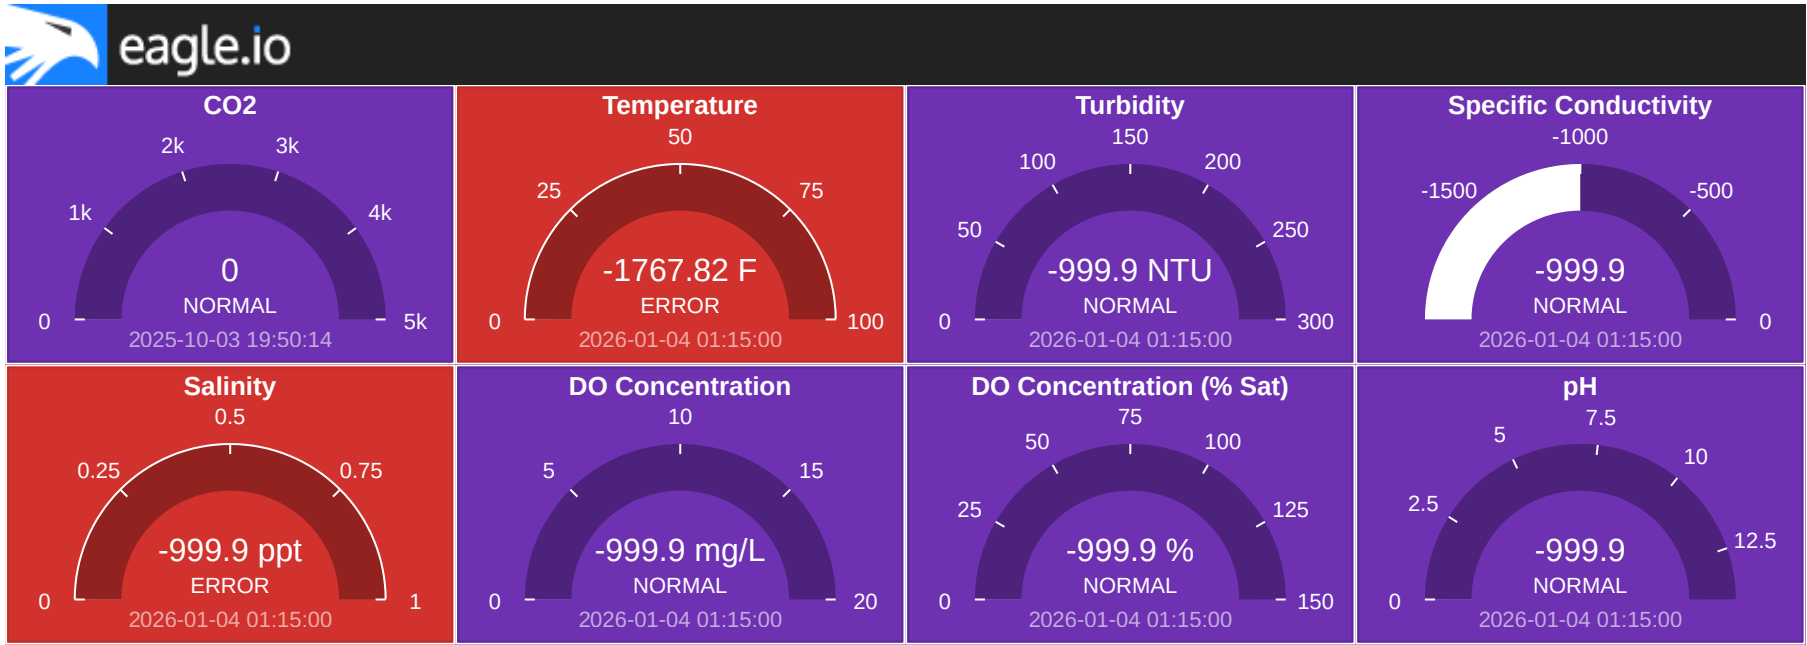 eagle.io
CO2
0
1k
2k
3k
4k
5k
0
NORMAL
2025-10-03 19:50:14
Temperature
0
25
50
75
100
-1767.82 F
ERROR
2026-01-04 01:15:00
Turbidity
0
50
100
150
200
250
300
-999.9 NTU
NORMAL
2026-01-04 01:15:00
Specific Conductivity
-1500
-1000
-500
0
-999.9
NORMAL
2026-01-04 01:15:00
Salinity
0
0.25
0.5
0.75
1
-999.9 ppt
ERROR
2026-01-04 01:15:00
DO Concentration
0
5
10
15
20
-999.9 mg/L
NORMAL
2026-01-04 01:15:00
DO Concentration (% Sat)
0
25
50
75
100
125
150
-999.9 %
NORMAL
2026-01-04 01:15:00
pH
0
2.5
5
7.5
10
12.5
-999.9
NORMAL
2026-01-04 01:15:00